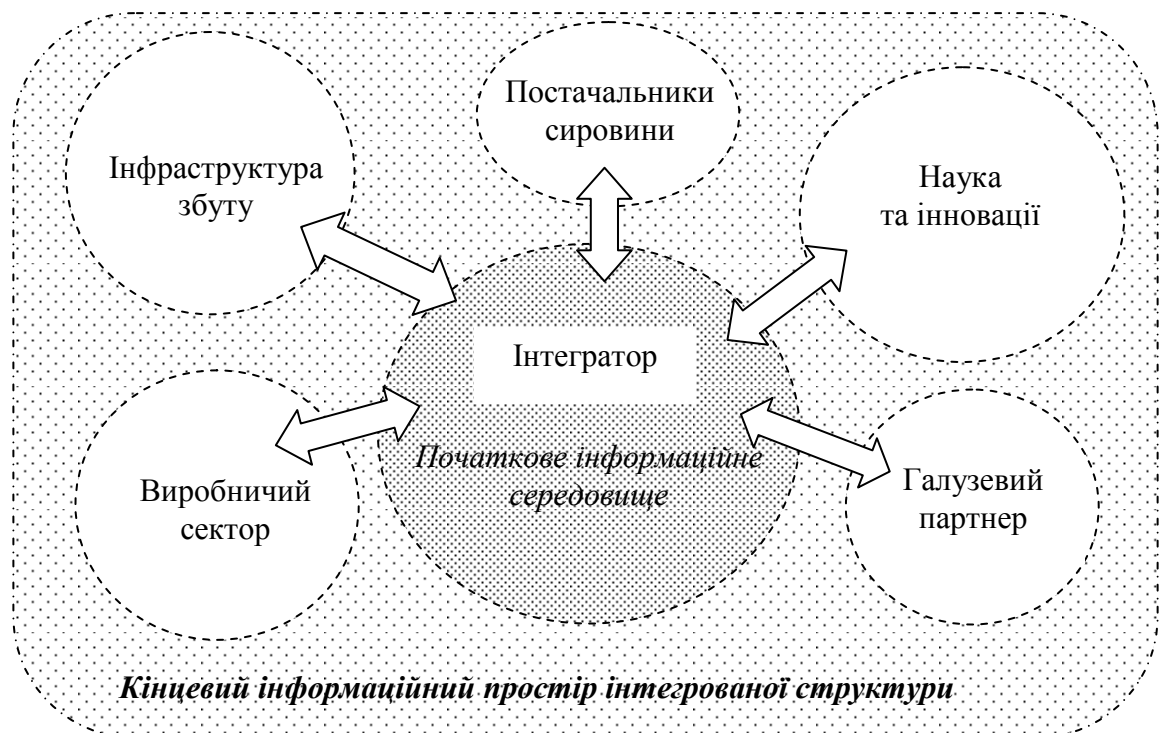 Постачальники
сировини
Інфраструктура
збуту
Наука
та інновації
Інтегратор
Початкове інформаційне
середовище
Виробничий
сектор
Галузевий
партнер
Кінцевий інформаційний простір інтегрованої структури